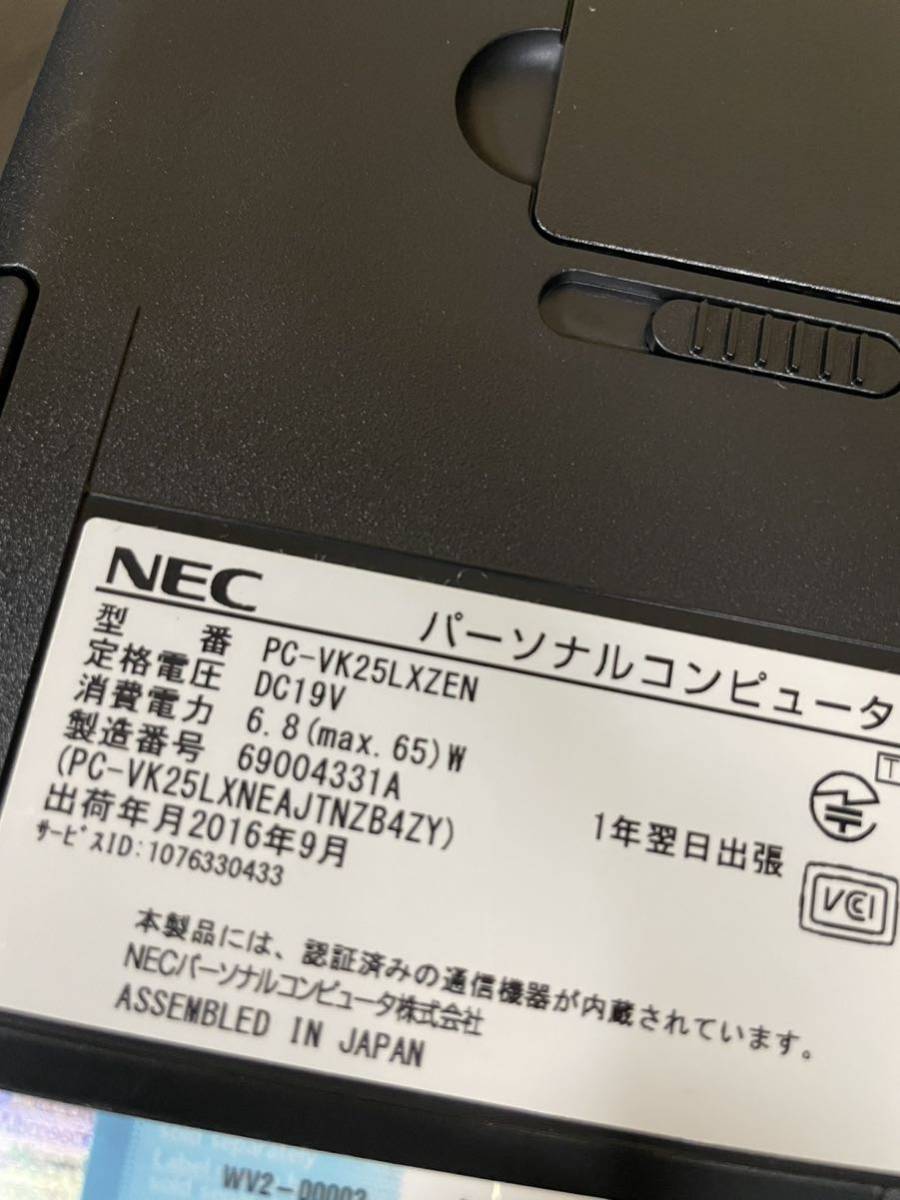 NEC パーソナルコンピュータ
型 番 PC-VK25LXZEN
定格電圧 DC19V
消費電力 6.8(max.65)W
製造番号 69004331A
(PC-VK25LXNEAJTNZB4ZY)
出荷年月2016年9月
サービスID:1076330433
1年翌日出張
T
VCCI
本製品には、認証済みの通信機器が内蔵されています。
NECパーソナルコンピュータ株式会社
ASSEMBLED IN JAPAN
Label
WV2-D0003